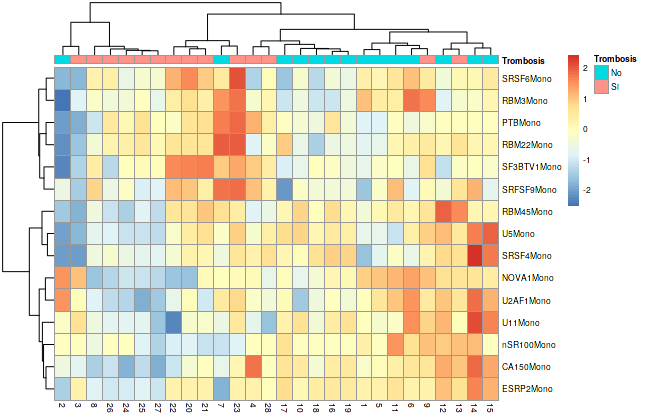 Trombosis
Trombosis
No
SI
2
1
0
-1
-2
SRSF6Mono
RBM3Mono
PTBMono
RBM22Mono
SF3BTV1Mono
SRFSF9Mono
RBM45Mono
U5Mono
SRSF4Mono
NOVA1Mono
U2AF1Mono
U11Mono
nSR100Mono
CA150Mono
ESRP2Mono
2 3 8 26 24 25 27 22 20 21 7 23 4 28 17 10 18 16 19 1 5 11 6 9 12 13 14 15